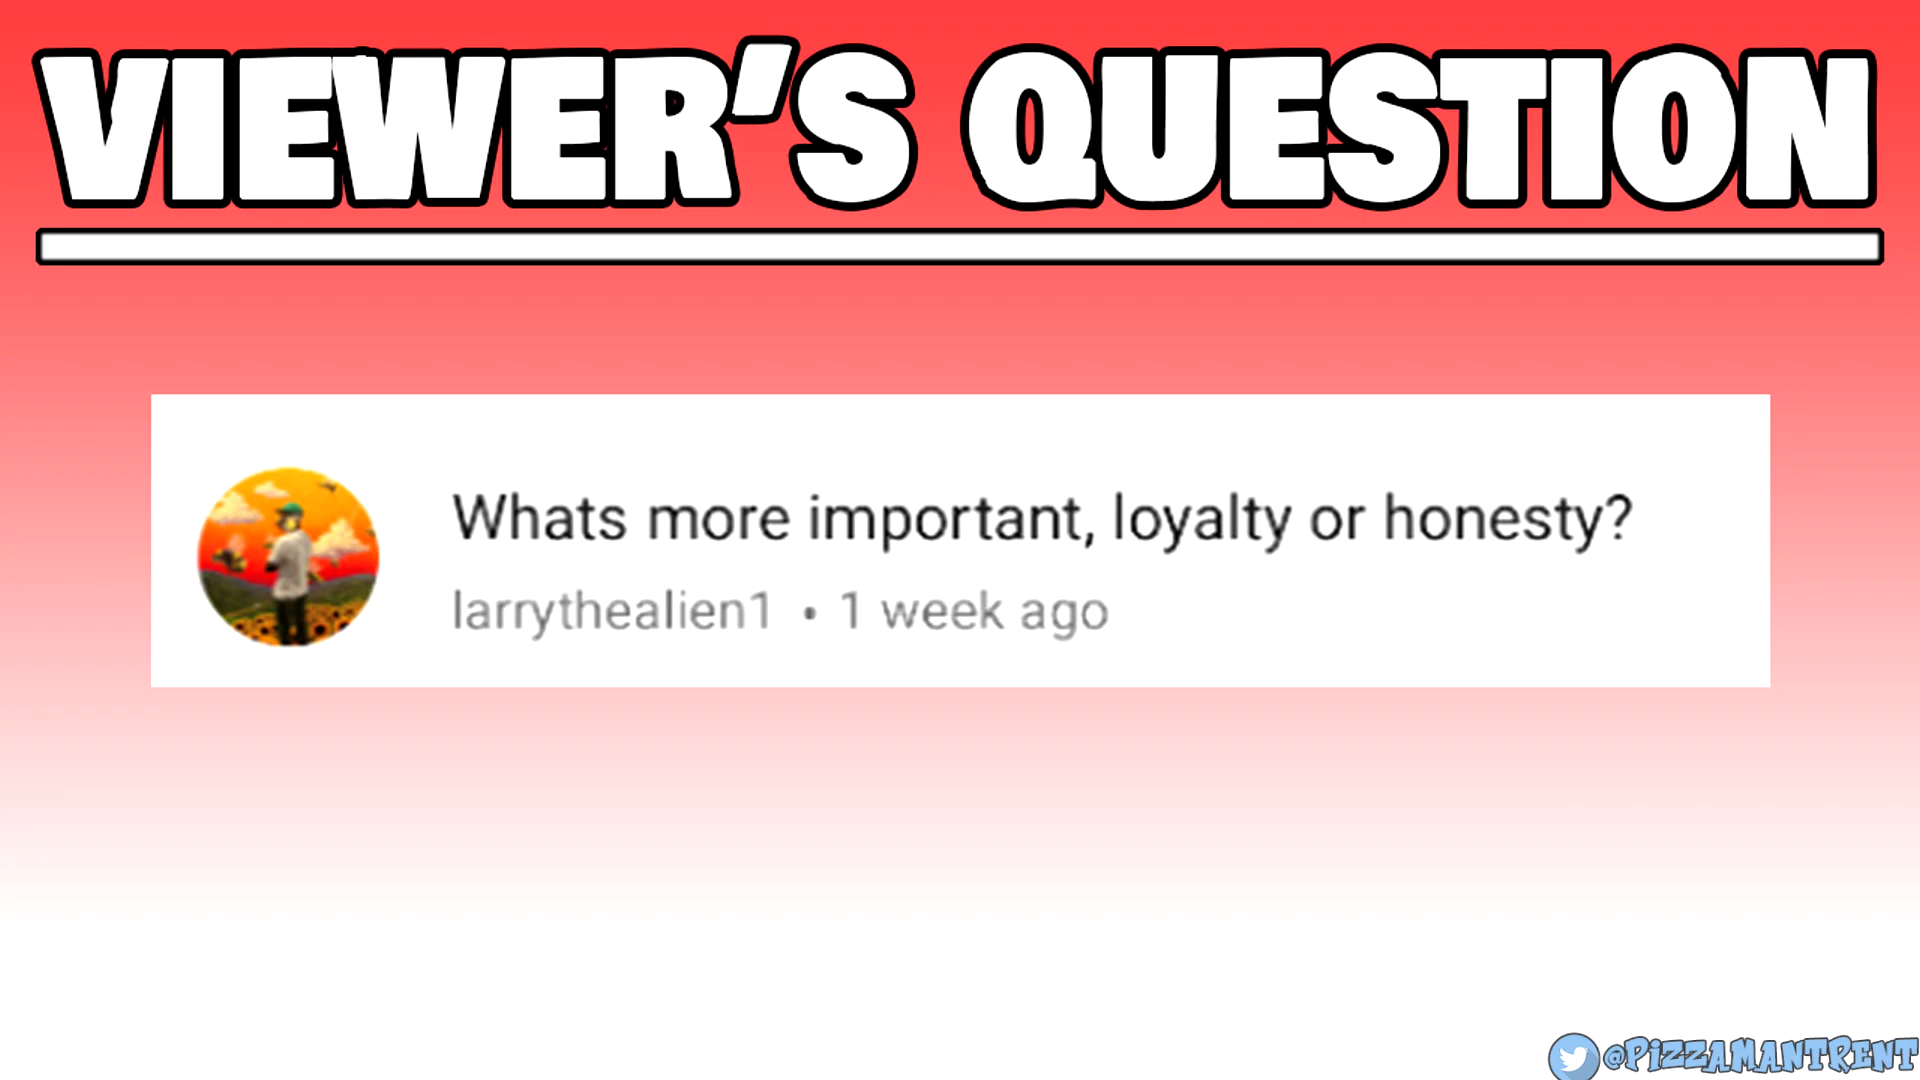 VIEWER'S QUESTION
Whats more important, loyalty or honesty?
larrythealien1 • 1 week ago
@PIZZAMANTRENT